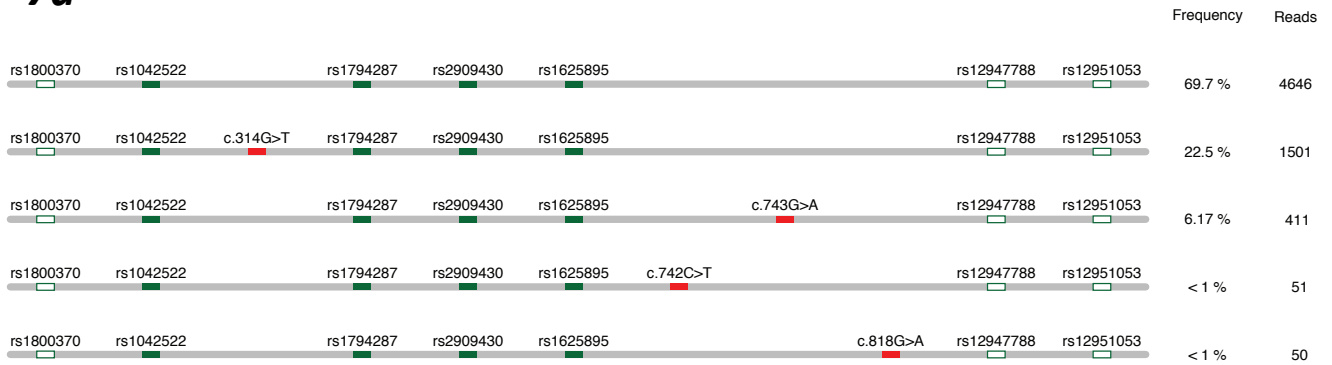 Frequency Reads
rs1800370 rs1042522 rs1794287 rs2909430 rs1625895 rs12947788 rs12951053
69.7 % 4646
rs1800370 rs1042522 c.314G>T rs1794287 rs2909430 rs1625895 rs12947788 rs12951053
22.5 % 1501
rs1800370 rs1042522 rs1794287 rs2909430 rs1625895 c.743G>A rs12947788 rs12951053
6.17 % 411
rs1800370 rs1042522 rs1794287 rs2909430 rs1625895 c.742C>T rs12947788 rs12951053
< 1 % 51
rs1800370 rs1042522 rs1794287 rs2909430 rs1625895 c.818G>A rs12947788 rs12951053
< 1 % 50